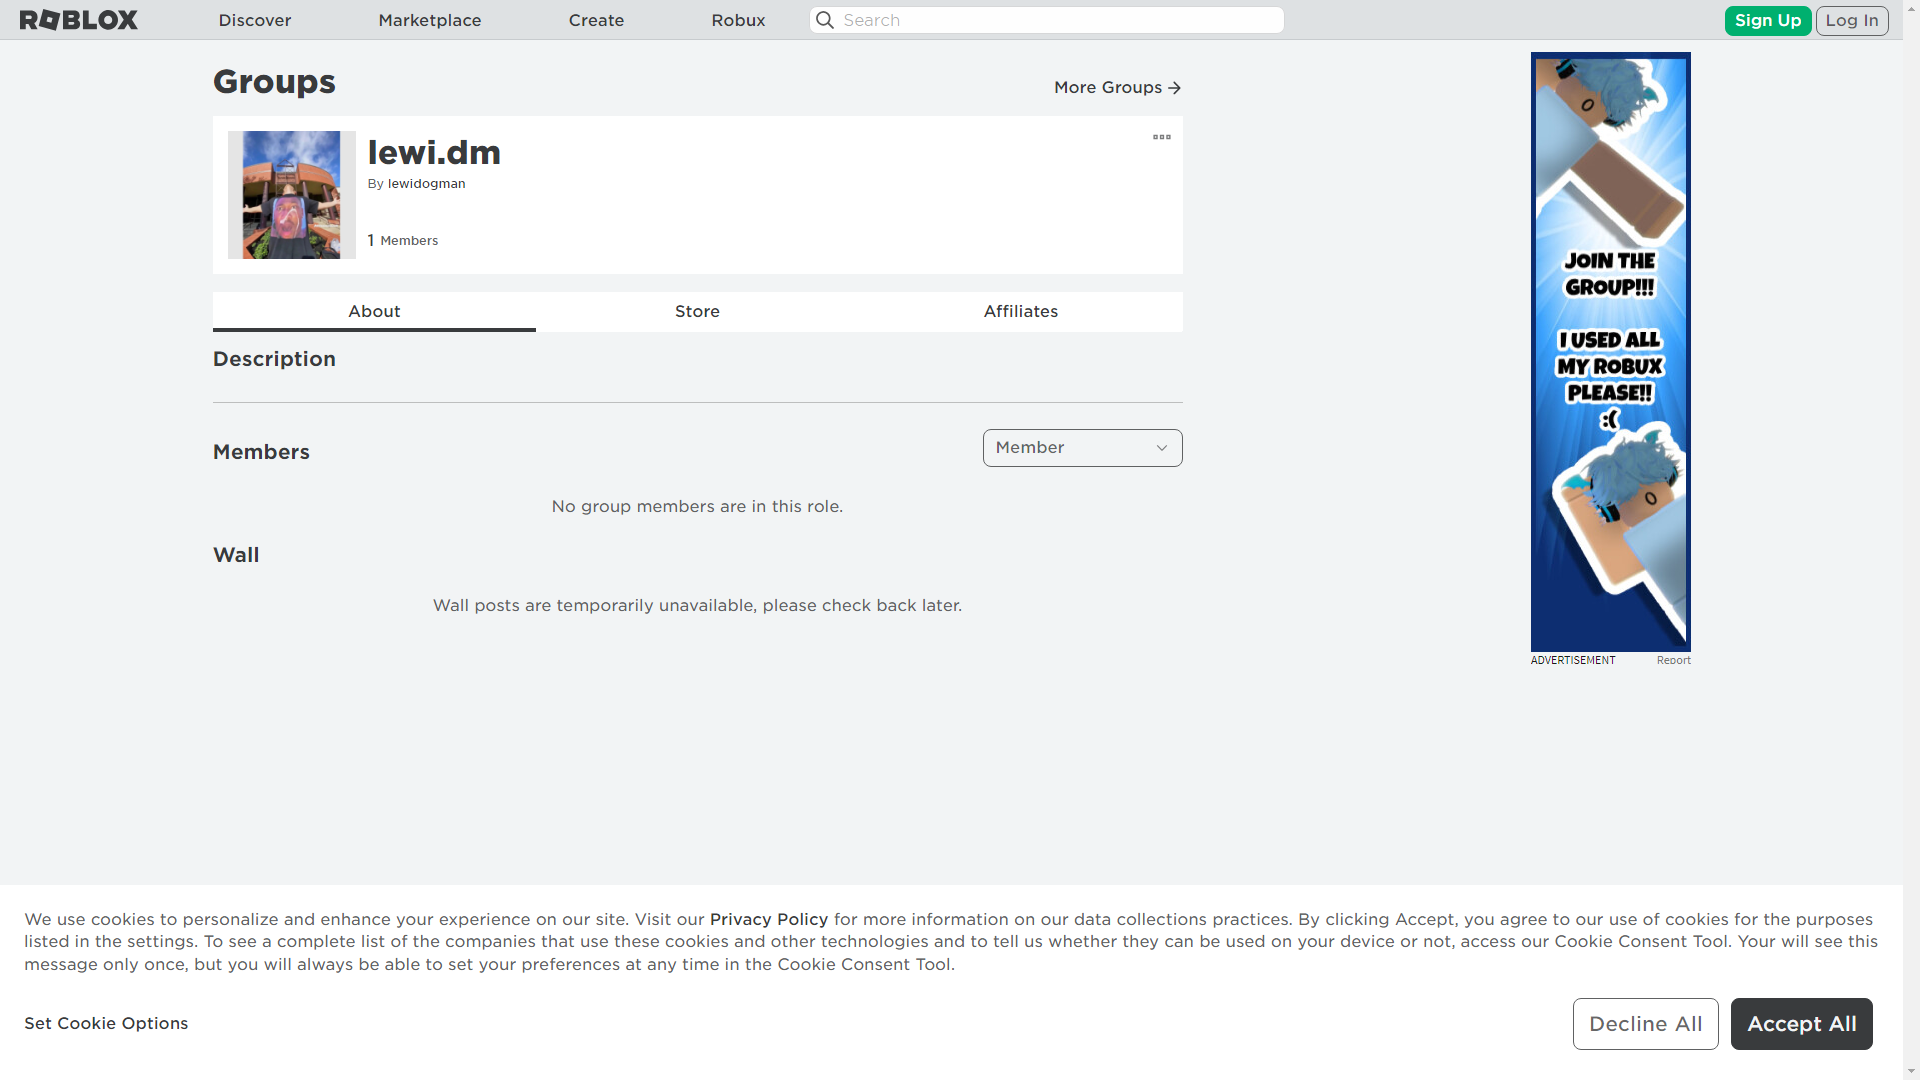 ROBLOX
Discover
Marketplace
Create
Robux
Search
Sign Up
Log In
Groups
More Groups
lewi.dm
By lewidogman
1 Members
About
Store
Affiliates
Description
Members
Member
No group members are in this role.
Wall
Wall posts are temporarily unavailable, please check back later.
JOIN THE
GROUP!!!
I USED ALL
MY ROBUX
PLEASE!!
:(
ADVERTISEMENT
Report
We use cookies to personalize and enhance your experience on our site. Visit our Privacy Policy for more information on our data collections practices. By clicking Accept, you agree to our use of cookies for the purposes
listed in the settings. To see a complete list of the companies that use these cookies and other technologies and to tell us whether they can be used on your device or not, access our Cookie Consent Tool. Your will see this
message only once, but you will always be able to set your preferences at any time in the Cookie Consent Tool.
Set Cookie Options
Decline All
Accept All